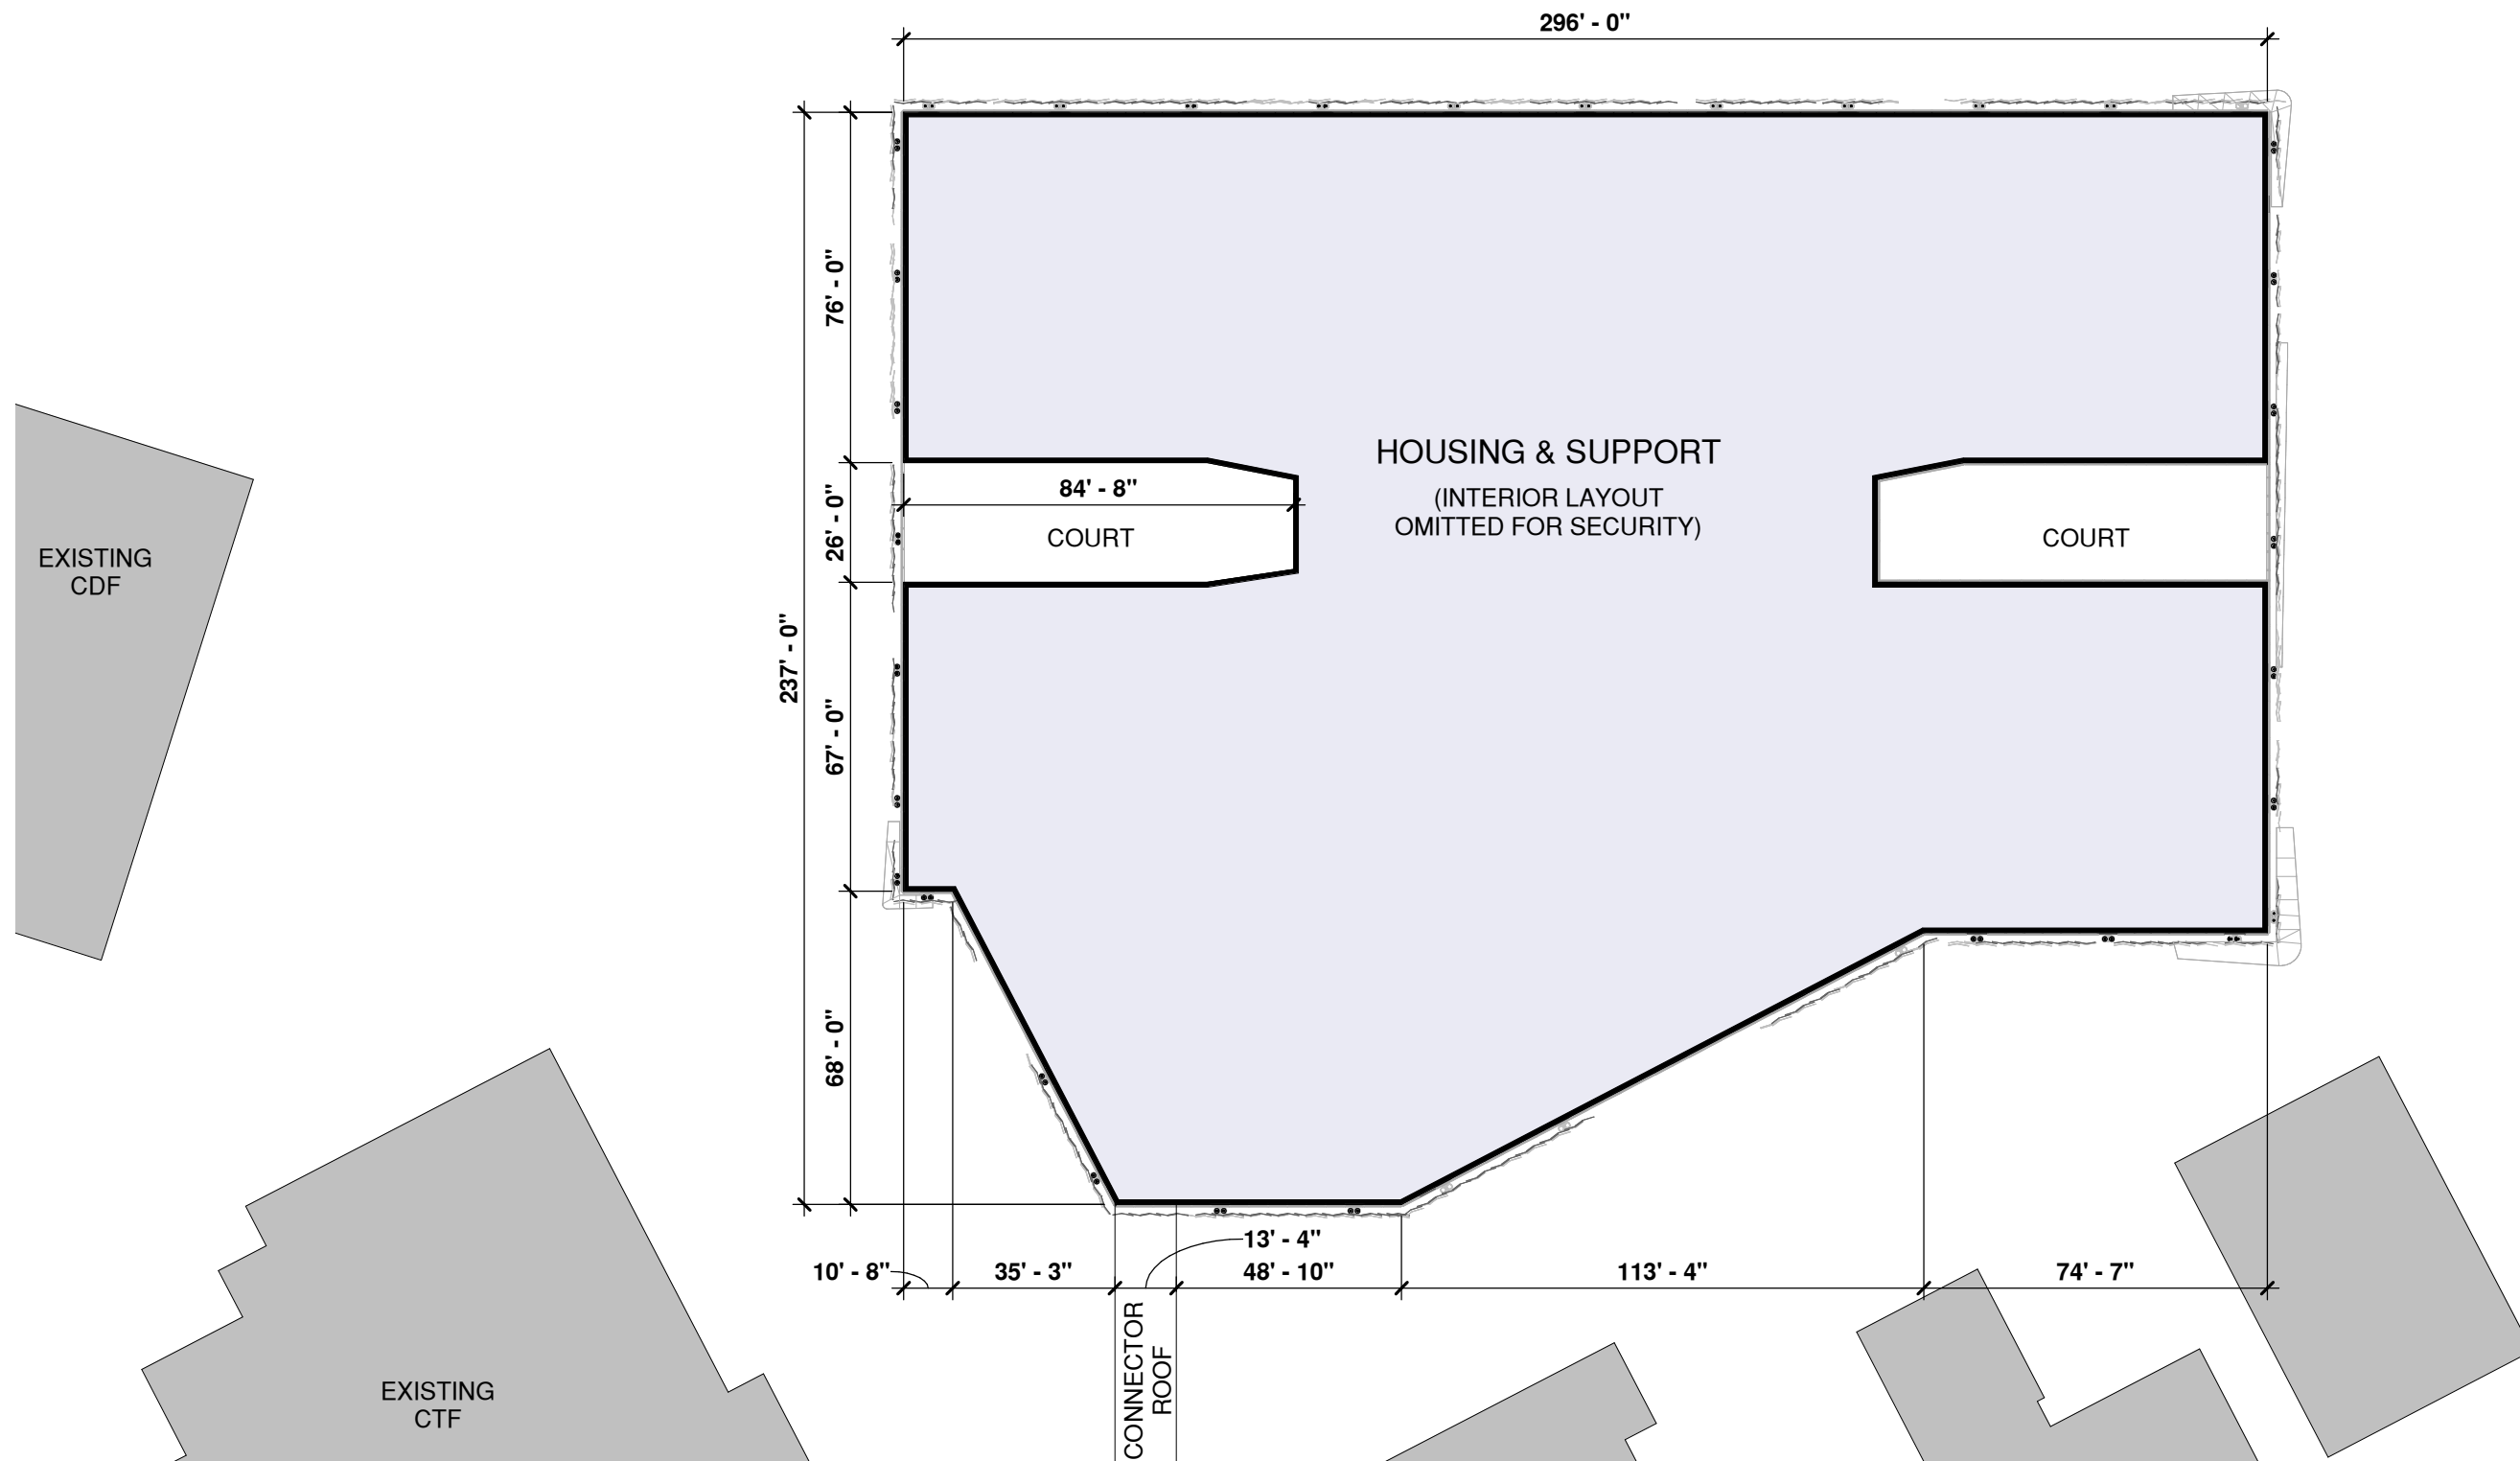 296' - 0"
76' - 0"
HOUSING & SUPPORT
(INTERIOR LAYOUT
OMITTED FOR SECURITY)
84' - 8"
26' - 0"
COURT
COURT
EXISTING
CDF
237' - 0"
67' - 0"
68' - 0"
13' - 4"
10' - 8"
35' - 3"
48' - 10"
113' - 4"
74' - 7"
CONNECTOR
ROOF
EXISTING
CTF